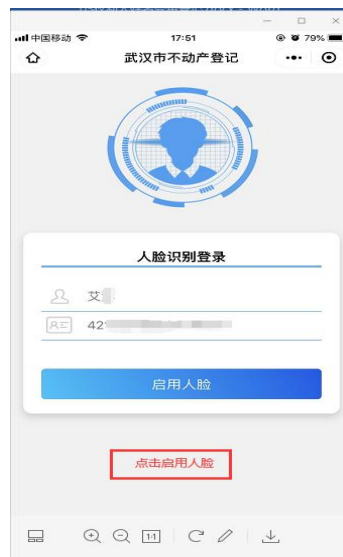 中国移动 17:51 79%
武汉市不动产登记
人脸识别登录
艾
42
启用人脸
点击启用人脸
1:1